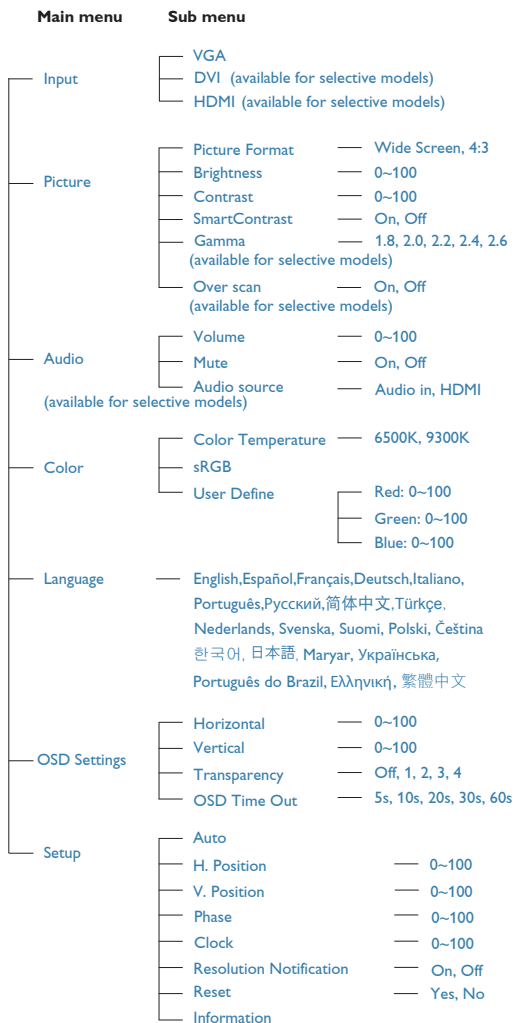 Main menu Sub menu
VGA
Input DVI (available for selective models)
HDMI (available for selective models)
Picture Format Wide Screen, 4:3
Picture Brightness 0~100
Contrast 0~100
SmartContrast On, Off
Gamma 1.8, 2.0, 2.2, 2.4, 2.6
(available for selective models)
Over scan On, Off
(available for selective models)
Volume 0~100
Audio Mute On, Off
Audio source Audio in, HDMI
(available for selective models)
Color Temperature 6500K, 9300K
Color sRGB
User Define Red: 0~100
Green: 0~100
Blue: 0~100
Language English,Español,Français,Deutsch,Italiano,
Português,Русский,简体中文,Türkçe,
Nederlands, Svenska, Suomi, Polski, Čeština
한국어, 日本語, Maryar, Українська,
Português do Brazil, Ελληνική, 繁體中文
Horizontal 0~100
Vertical 0~100
OSD Settings Transparency Off, 1, 2, 3, 4
OSD Time Out 5s, 10s, 20s, 30s, 60s
Auto
Setup H. Position 0~100
V. Position 0~100
Phase 0~100
Clock 0~100
Resolution Notification On, Off
Reset Yes, No
Information